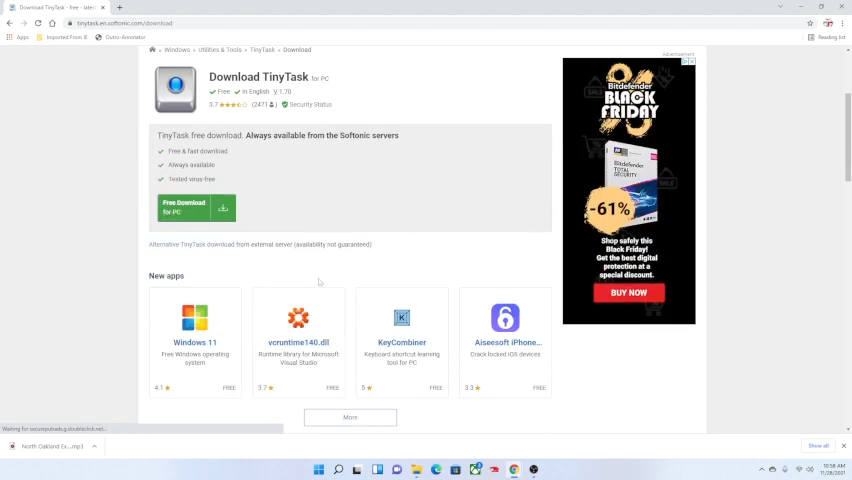 Download TinyTask - free - latest
tinytask.en.softonic.com/download
Apps
Imported From IE
Outro-Annotator
Reading list
Windows > Utilities & Tools > TinyTask > Download
Advertisement
Download TinyTask for PC
Free In English V 1.70
3.7 (2471) Security Status
TinyTask free download. Always available from the Softonic servers
Free & fast download
Always available
Tested virus-free
Free Download
for PC
Alternative TinyTask download from external server (availability not guaranteed)
Bitdefender
BLACK
FRIDAY
Bitdefender
TOTAL
SECURITY
-61%
Shop safely this
Black Friday!
Get the best digital
protection at a
special discount.
BUY NOW
New apps
Windows 11
Free Windows operating
system
4.1 FREE
vcruntime140.dll
Runtime library for Microsoft
Visual Studio
3.7 FREE
K
KeyCombiner
Keyboard shortcut learning
tool for PC
5 FREE
Aiseesoft iPhone...
Crack locked iOS devices
3.3 FREE
More
Waiting for securepubads.g.doubleclick.net...
North Oakland Ex....mp3
Show all
10:58 AM
11/28/2021